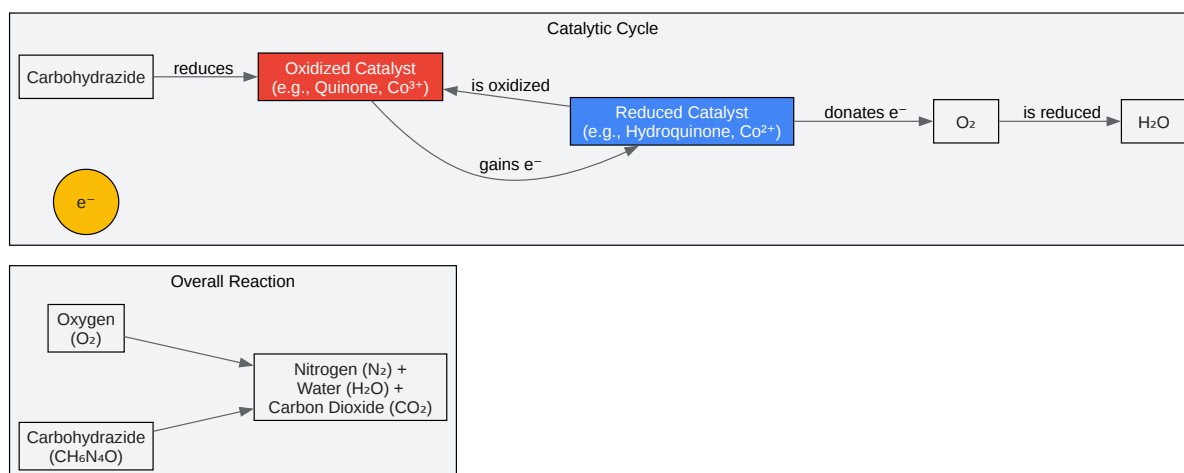 Catalytic Cycle
Carbohydrazide
reduces
Oxidized Catalyst
(e.g., Quinone, Co³⁺)
is oxidized
Reduced Catalyst
(e.g., Hydroquinone, Co²⁺)
donates e⁻
O₂
is reduced
H₂O
gains e⁻
e⁻
Overall Reaction
Oxygen
(O₂)
Nitrogen (N₂) +
Water (H₂O) +
Carbon Dioxide (CO₂)
Carbohydrazide
(CH₆N₄O)